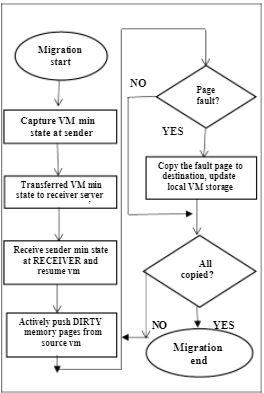 Migration
start
Capture VM min
state at sender
Transferred VM min
state to receiver server
Receive sender min state
at RECEIVER and
resume vm
Actively push DIRTY
memory pages from
source vm
Page
fault?
NO
YES
Copy the fault page to
destination, update
local VM storage
All
copied?
NO
YES
Migration
end